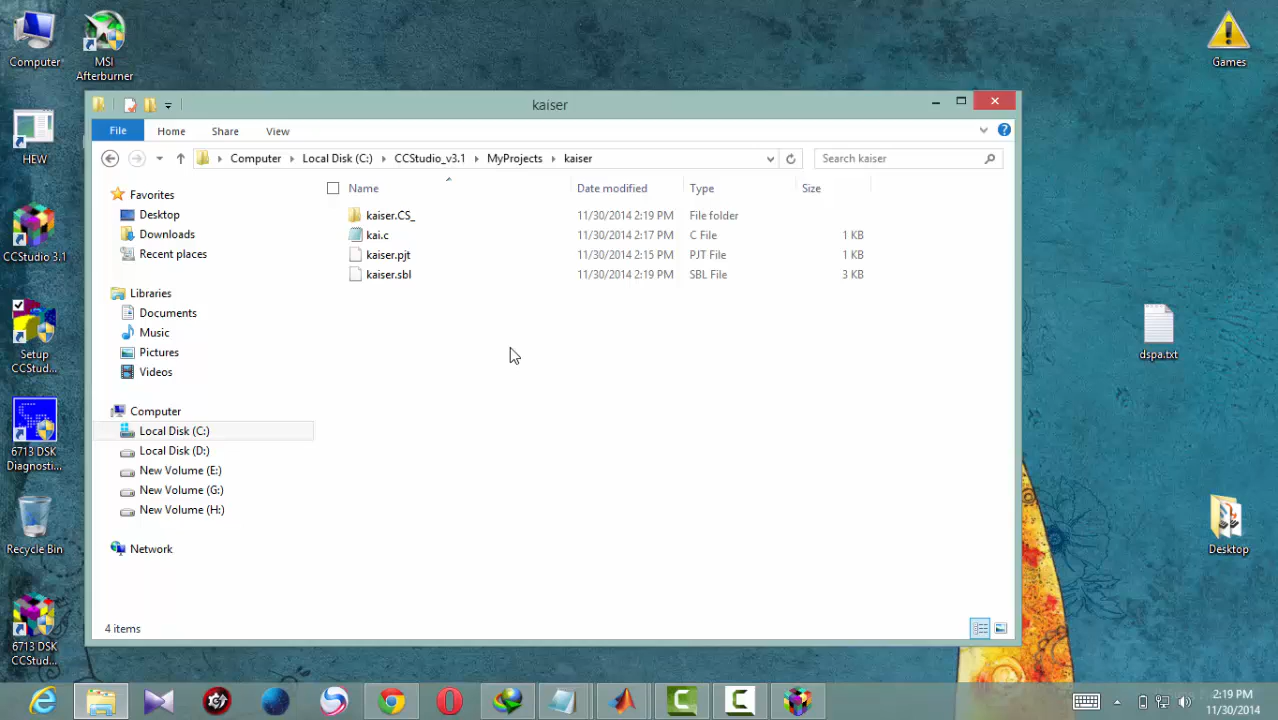 Computer
MSI
Afterburner
Games
kaiser
File
Home
Share
View
Computer
Local Disk (C:)
CCStudio_v3.1
MyProjects
kaiser
Search kaiser
HEW
Name
Date modified
Type
Size
Favorites
Desktop
Downloads
Recent places
kaiser.CS_
11/30/2014 2:19 PM
File folder
kai.c
11/30/2014 2:17 PM
C File
1 KB
kaiser.pjt
11/30/2014 2:15 PM
PJT File
1 KB
kaiser.sbl
11/30/2014 2:19 PM
SBL File
3 KB
CCStudio 3.1
Libraries
Documents
Music
Pictures
Videos
Setup
CCStud...
dspa.txt
Computer
Local Disk (C:)
Local Disk (D:)
New Volume (E:)
New Volume (G:)
New Volume (H:)
6713 DSK
Diagnosti...
Network
Recycle Bin
Desktop
4 items
6713 DSK
CCStud...
2:19 PM
11/30/2014